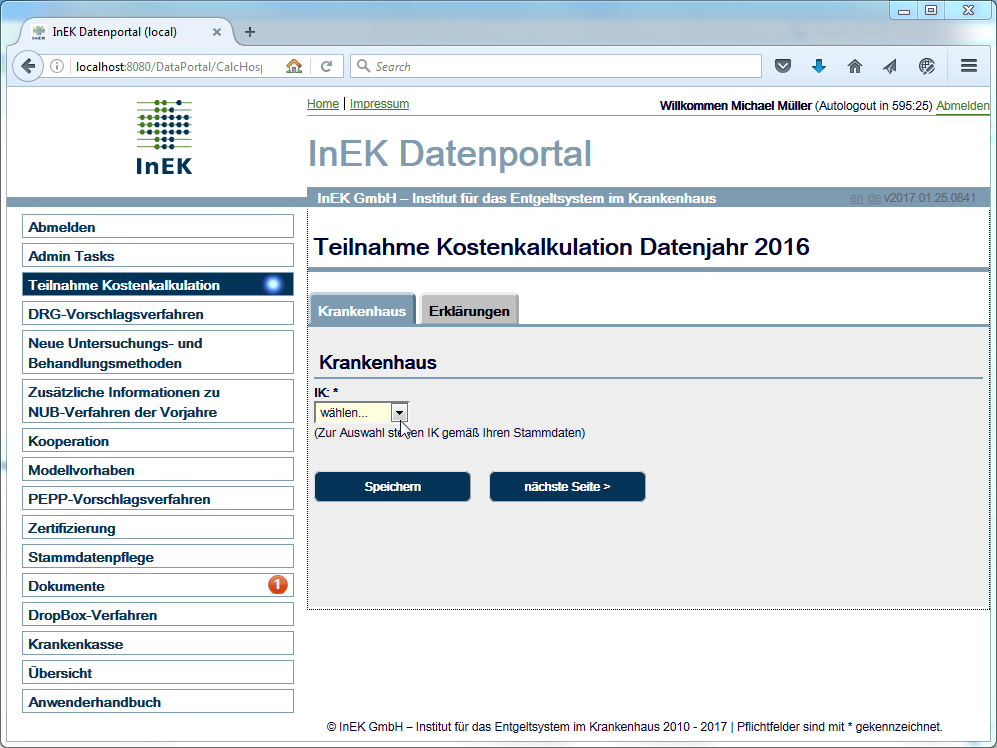 InEK Datenportal (local)
localhost:8080/DataPortal/CalcHosp
Search
InEK
Home | Impressum
Willkommen Michael Müller (Autologout in 595:25) Abmelden
InEK Datenportal
InEK GmbH – Institut für das Entgeltsystem im Krankenhaus
en de v2017.01.25.0841
Abmelden
Admin Tasks
Teilnahme Kostenkalkulation
DRG-Vorschlagsverfahren
Neue Untersuchungs- und
Behandlungsmethoden
Zusätzliche Informationen zu
NUB-Verfahren der Vorjahre
Kooperation
Modellvorhaben
PEPP-Vorschlagsverfahren
Zertifizierung
Stammdatenpflege
Dokumente 1
DropBox-Verfahren
Krankenkasse
Übersicht
Anwenderhandbuch
Teilnahme Kostenkalkulation Datenjahr 2016
Krankenhaus
Erklärungen
Krankenhaus
IK: *
wählen...
(Zur Auswahl stehen IK gemäß Ihren Stammdaten)
Speichern
nächste Seite >
© InEK GmbH – Institut für das Entgeltsystem im Krankenhaus 2010 - 2017 | Pflichtfelder sind mit * gekennzeichnet.